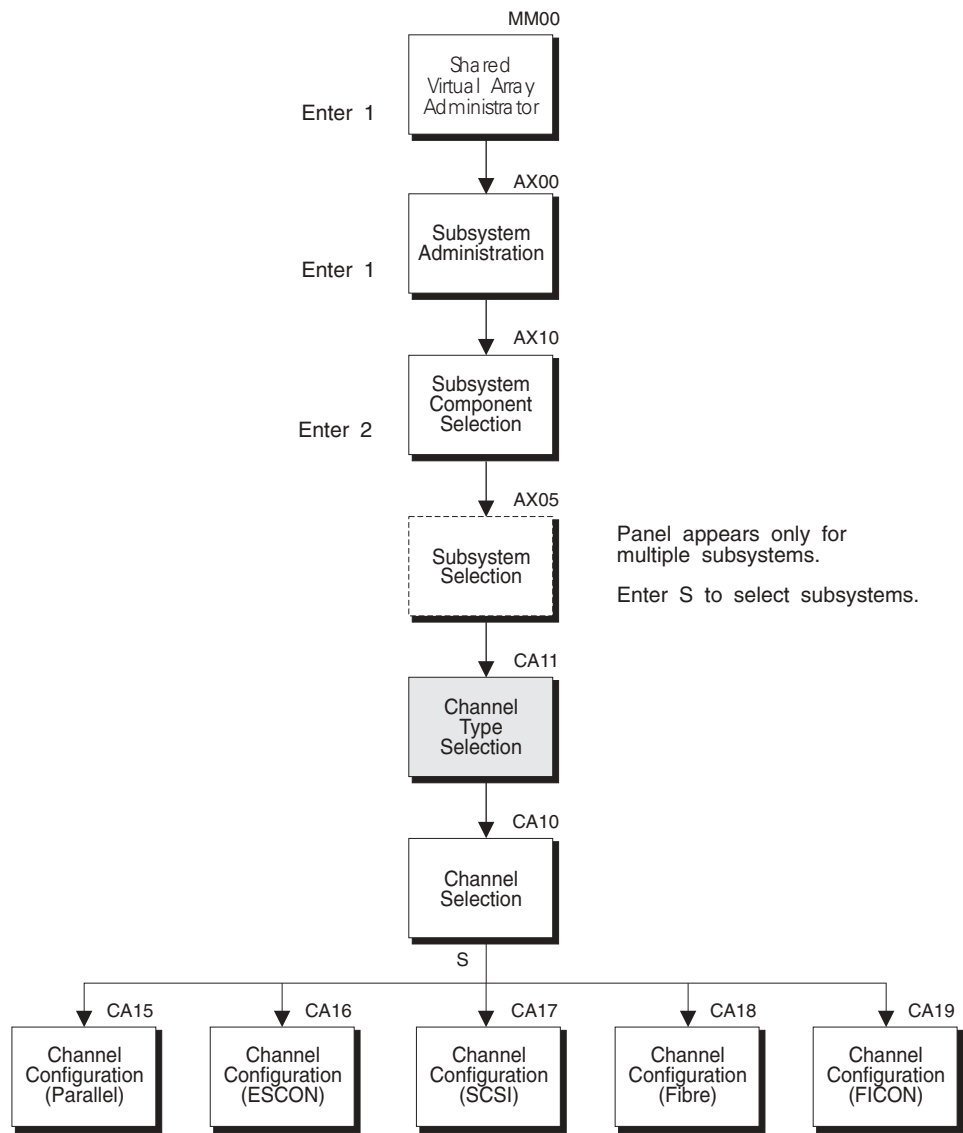 MM00
Shared
Virtual Array
Administrator
Enter 1
AX00
Subsystem
Administration
Enter 1
AX10
Subsystem
Component
Selection
Enter 2
AX05
Subsystem
Selection
Panel appears only for
multiple subsystems.
Enter S to select subsystems.
CA11
Channel
Type
Selection
CA10
Channel
Selection
S
CA15
Channel
Configuration
(Parallel)
CA16
Channel
Configuration
(ESCON)
CA17
Channel
Configuration
(SCSI)
CA18
Channel
Configuration
(Fibre)
CA19
Channel
Configuration
(FICON)